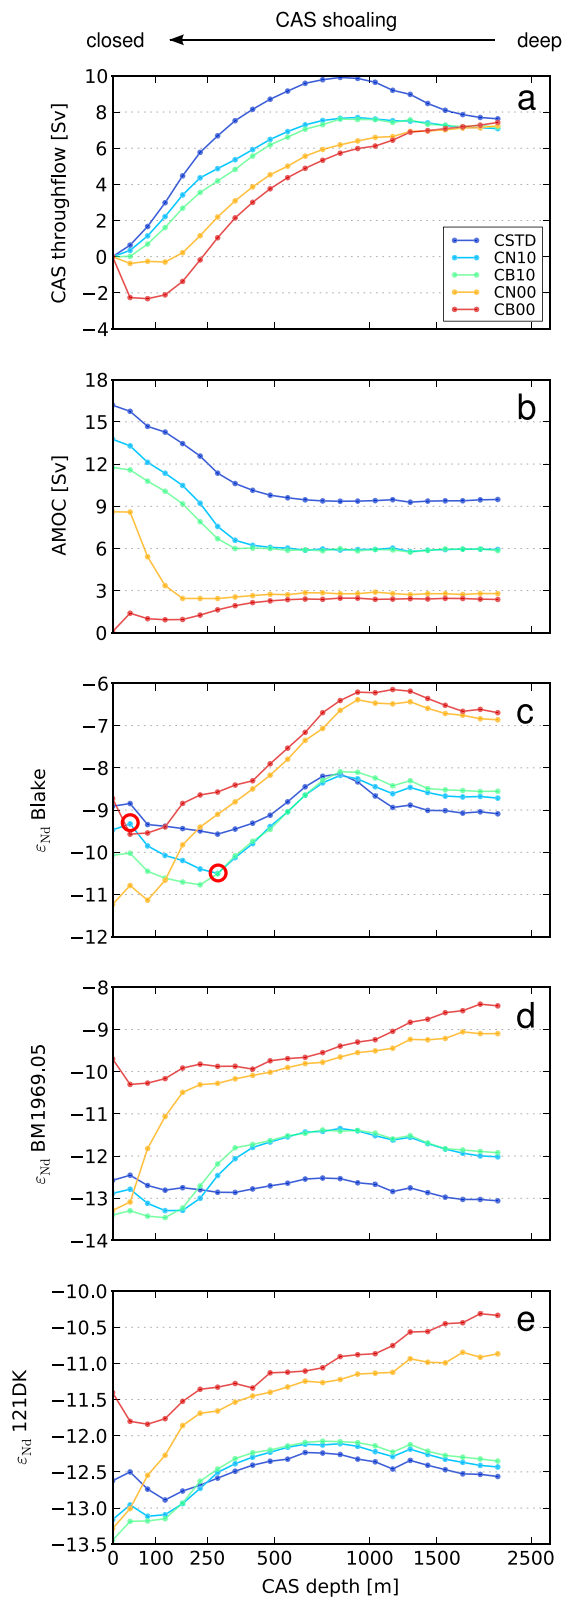 CAS shoaling
closed deep
a
CAS throughflow [Sv]
10
8
6
4
2
0
−2
−4
CSTD
CN10
CB10
CN00
CB00
b
AMOC [Sv]
18
15
12
9
6
3
0
c
εNd Blake
−6
−7
−8
−9
−10
−11
−12
d
εNd BM1969.05
−8
−9
−10
−11
−12
−13
−14
e
εNd 121DK
−10.0
−10.5
−11.0
−11.5
−12.0
−12.5
−13.0
−13.5
0 100 250 500 1000 1500 2500
CAS depth [m]